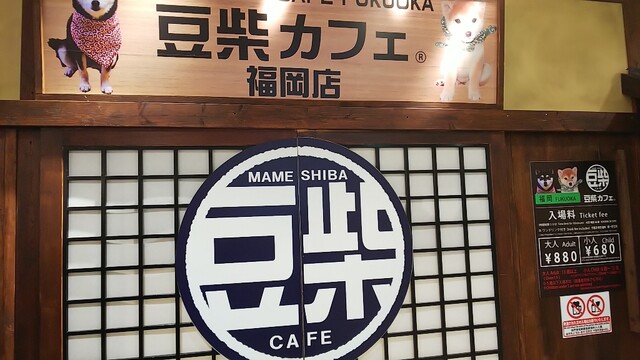 CAFE FUKUOKA
豆柴カフェ®
福岡店
MAME SHIBA
豆柴
CAFE
福岡 FUKUOKA
豆柴カフェ
入場料 Ticket fee
大人 Adult
¥880
小人 Child
¥680